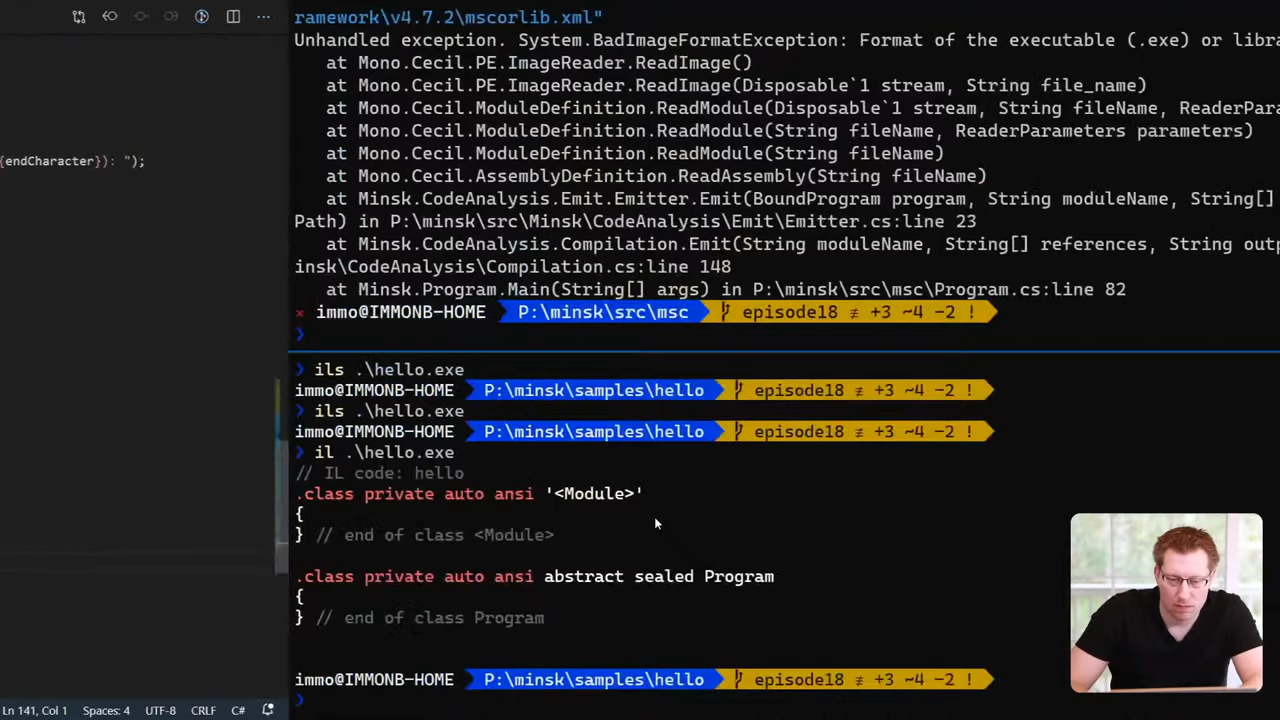 {endCharacter}): ");
Ln 141, Col 1 Spaces: 4 UTF-8 CRLF C#
ramework\v4.7.2\mscorlib.xml"
Unhandled exception. System.BadImageFormatException: Format of the executable (.exe) or
at Mono.Cecil.PE.ImageReader.ReadImage()
at Mono.Cecil.PE.ImageReader.ReadImage(Disposable`1 stream, String file_name)
at Mono.Cecil.ModuleDefinition.ReadModule(Disposable`1 stream, String fileName, ReaderPara
at Mono.Cecil.ModuleDefinition.ReadModule(String fileName, ReaderParameters parameters)
at Mono.Cecil.ModuleDefinition.ReadModule(String fileName)
at Mono.Cecil.AssemblyDefinition.ReadAssembly(String fileName)
at Minsk.CodeAnalysis.Emit.Emitter.Emit(BoundProgram program, String moduleName, String[]
Path) in P:\minsk\src\Minsk\CodeAnalysis\Emit\Emitter.cs:line 23
at Minsk.CodeAnalysis.Compilation.Emit(String moduleName, String[] references, String outp
insk\CodeAnalysis\Compilation.cs:line 148
at Minsk.Program.Main(String[] args) in P:\minsk\src\msc\Program.cs:line 82
× immo@IMMONB-HOME P:\minsk\src\msc episode18 ≢ +3 ~4 -2 !
❯
❯ ils .\hello.exe
immo@IMMONB-HOME P:\minsk\samples\hello episode18 ≢ +3 ~4 -2 !
❯ ils .\hello.exe
immo@IMMONB-HOME P:\minsk\samples\hello episode18 ≢ +3 ~4 -2 !
❯ il .\hello.exe
// IL code: hello
.class private auto ansi '<Module>'
{
} // end of class <Module>
.class private auto ansi abstract sealed Program
{
} // end of class Program
immo@IMMONB-HOME P:\minsk\samples\hello episode18 ≢ +3 ~4 -2 !
❯